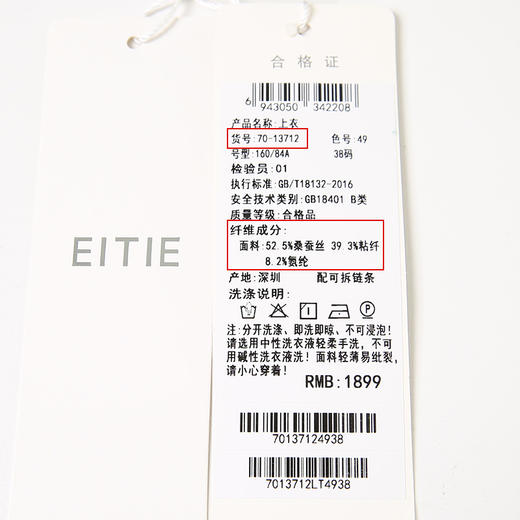 EITIE
合格证
6 943050 342208
产品名称:上衣
货号:70-13712 色号:49
号型:160/84A 38码
检验员:01
执行标准:GB/T18132-2016
安全技术类别:GB18401 B类
质量等级:合格品
纤维成分:
面料:52.5%桑蚕丝 39.3%粘纤
8.2%氨纶
产地:深圳 配可拆链条
洗涤说明:
注:分开洗涤、即洗即晾、不可浸泡!
请选用中性洗衣液轻柔手洗,不可
用碱性洗衣液洗!面料轻薄易纰裂,
请小心穿着!
RMB:1899
70137124938
7013712LT4938